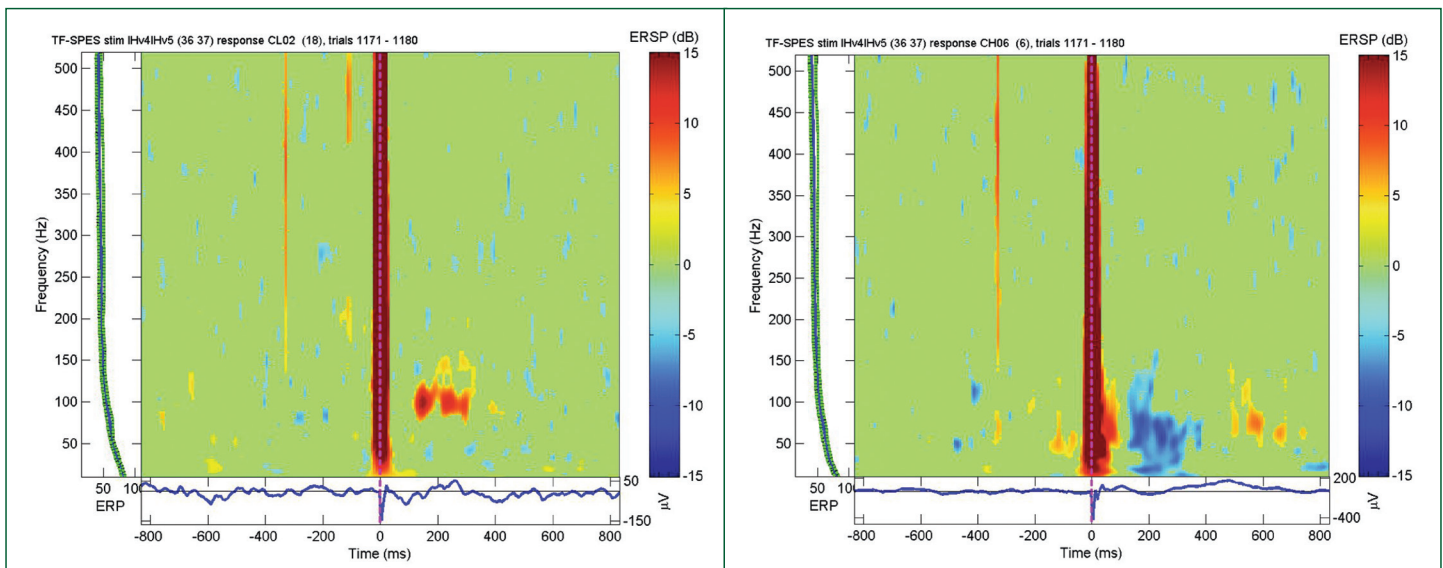 TF-SPES stim IHv4IHv5 (36 37) response CL02 (18), trials 1171 - 1180
ERSP (dB)
500
450
400
350
300
250
200
150
100
50
Frequency (Hz)
15
10
5
0
-5
-10
-15
50 10
ERP
50
-150
µV
-800 -600 -400 -200 0 200 400 600 800
Time (ms)
TF-SPES stim IHv4IHv5 (36 37) response CH06 (6), trials 1171 - 1180
ERSP (dB)
500
450
400
350
300
250
200
150
100
50
Frequency (Hz)
15
10
5
0
-5
-10
-15
50 10
ERP
200
-400
µV
-800 -600 -400 -200 0 200 400 600 800
Time (ms)